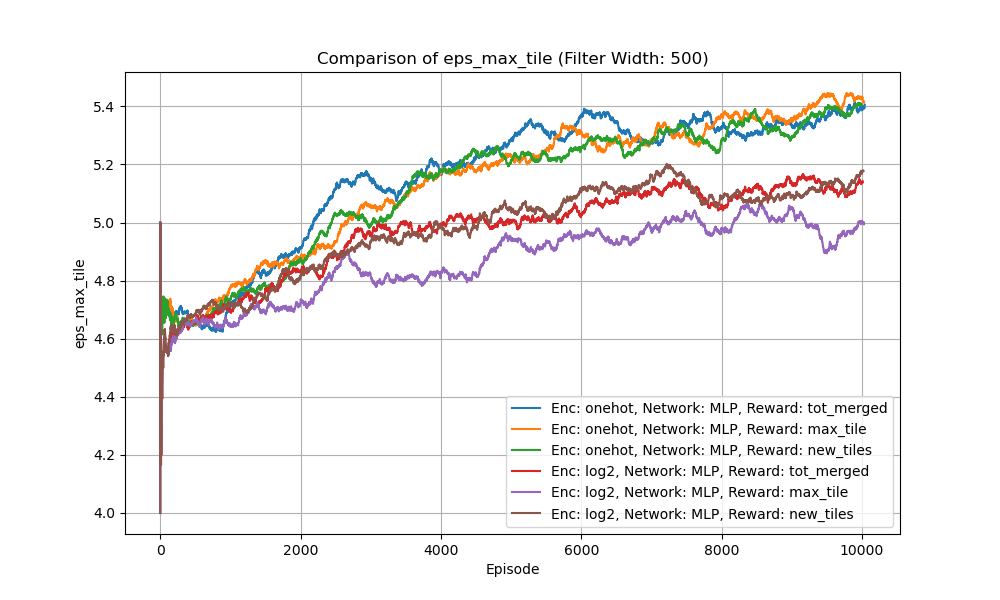 Comparison of eps_max_tile (Filter Width: 500)
eps_max_tile
5.4
5.2
5.0
4.8
4.6
4.4
4.2
4.0
Enc: onehot, Network: MLP, Reward: tot_merged
Enc: onehot, Network: MLP, Reward: max_tile
Enc: onehot, Network: MLP, Reward: new_tiles
Enc: log2, Network: MLP, Reward: tot_merged
Enc: log2, Network: MLP, Reward: max_tile
Enc: log2, Network: MLP, Reward: new_tiles
0 2000 4000 6000 8000 10000
Episode